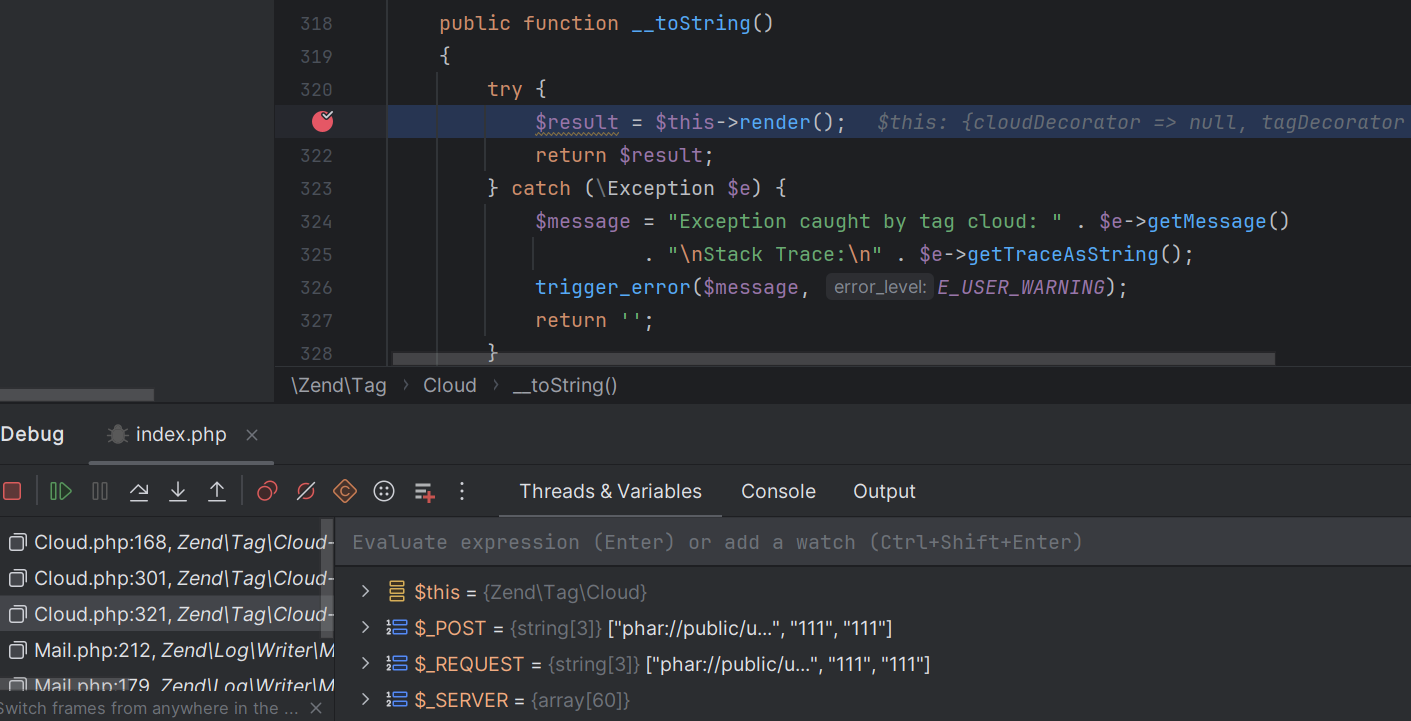 318 public function __toString()
319 {
320 try {
$result = $this->render(); $this: {cloudDecorator => null, tagDecorator
322 return $result;
323 } catch (\Exception $e) {
324 $message = "Exception caught by tag cloud: " . $e->getMessage()
325 . "\nStack Trace:\n" . $e->getTraceAsString();
326 trigger_error($message, error_level: E_USER_WARNING);
327 return '';
328 }
\Zend\Tag › Cloud › __toString()
Debug index.php ×
Threads & Variables Console Output
Cloud.php:168, Zend\Tag\Cloud-
Evaluate expression (Enter) or add a watch (Ctrl+Shift+Enter)
Cloud.php:301, Zend\Tag\Cloud-
$this = {Zend\Tag\Cloud}
Cloud.php:321, Zend\Tag\Cloud-
$_POST = {string[3]} ["phar://public/u...", "111", "111"]
Mail.php:212, Zend\Log\Writer\M
$_REQUEST = {string[3]} ["phar://public/u...", "111", "111"]
Mail.php:179, Zend\Log\Writer\M
$_SERVER = {array[60]}
Switch frames from anywhere in the ... ×